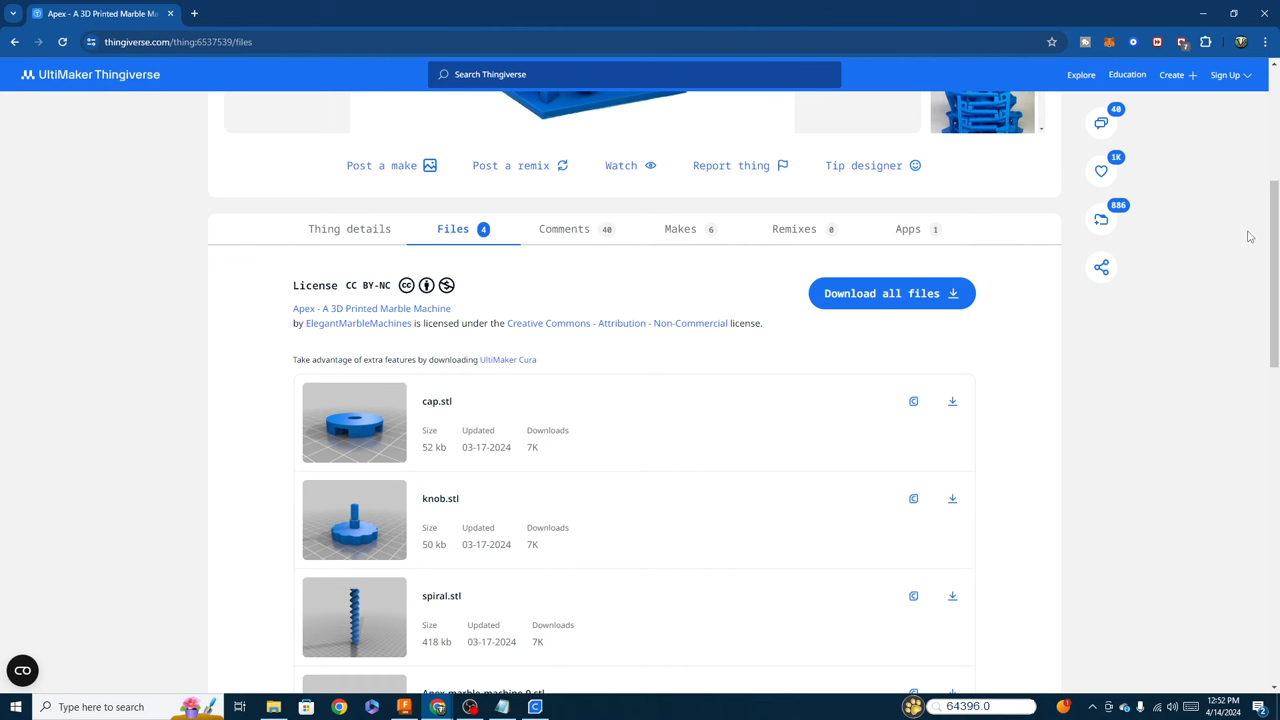 Apex - A 3D Printed Marble Ma
thingiverse.com/thing:6537539/files
UltiMaker Thingiverse
Search Thingiverse
Explore
Education
Create
Sign Up
40
1K
886
Post a make
Post a remix
Watch
Report thing
Tip designer
Thing details
Files 4
Comments 40
Makes 6
Remixes 0
Apps 1
License CC BY-NC
Download all files
Apex - A 3D Printed Marble Machine
by ElegantMarbleMachines is licensed under the Creative Commons - Attribution - Non-Commercial license.
Take advantage of extra features by downloading UltiMaker Cura
cap.stl
Size Updated Downloads
52 kb 03-17-2024 7K
knob.stl
Size Updated Downloads
50 kb 03-17-2024 7K
spiral.stl
Size Updated Downloads
418 kb 03-17-2024 7K
Type here to search
64396.0
12:52 PM
4/14/2024
2